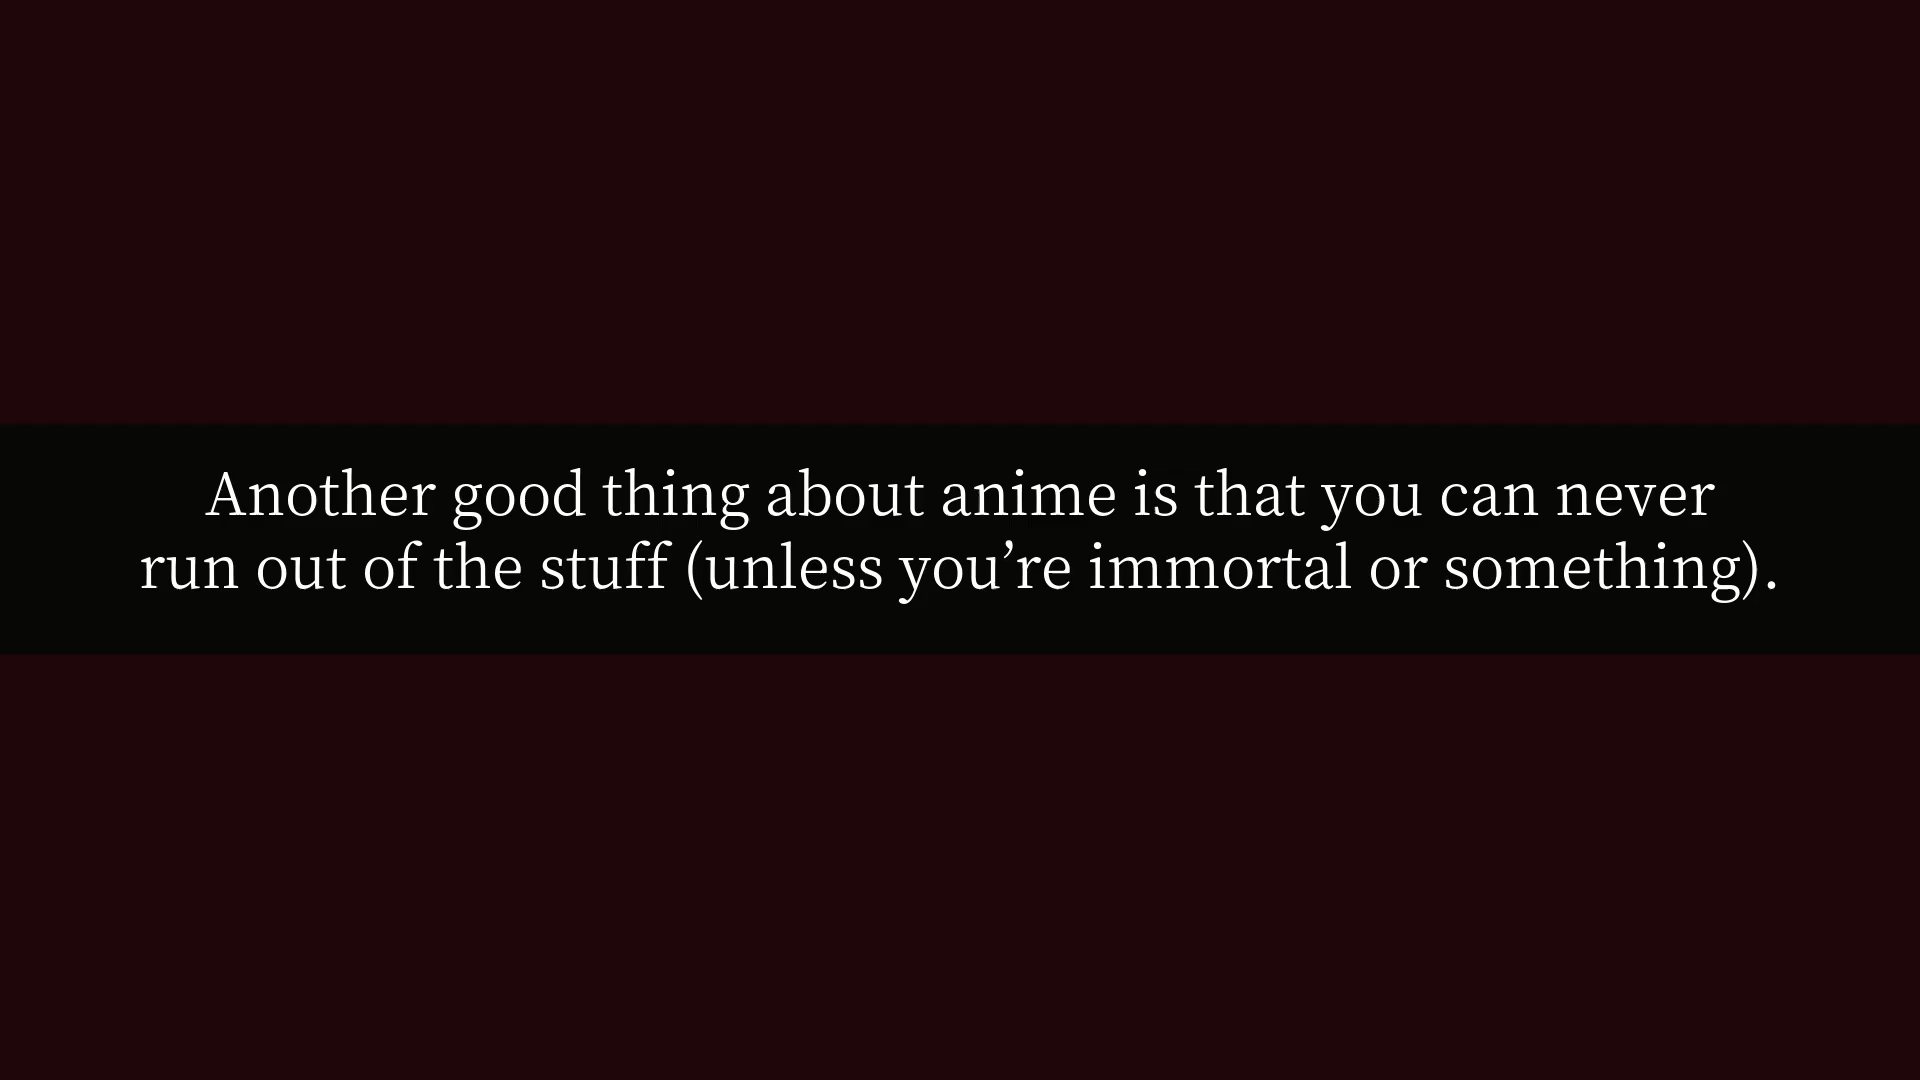 Another good thing about anime is that you can never
run out of the stuff (unless you’re immortal or something).